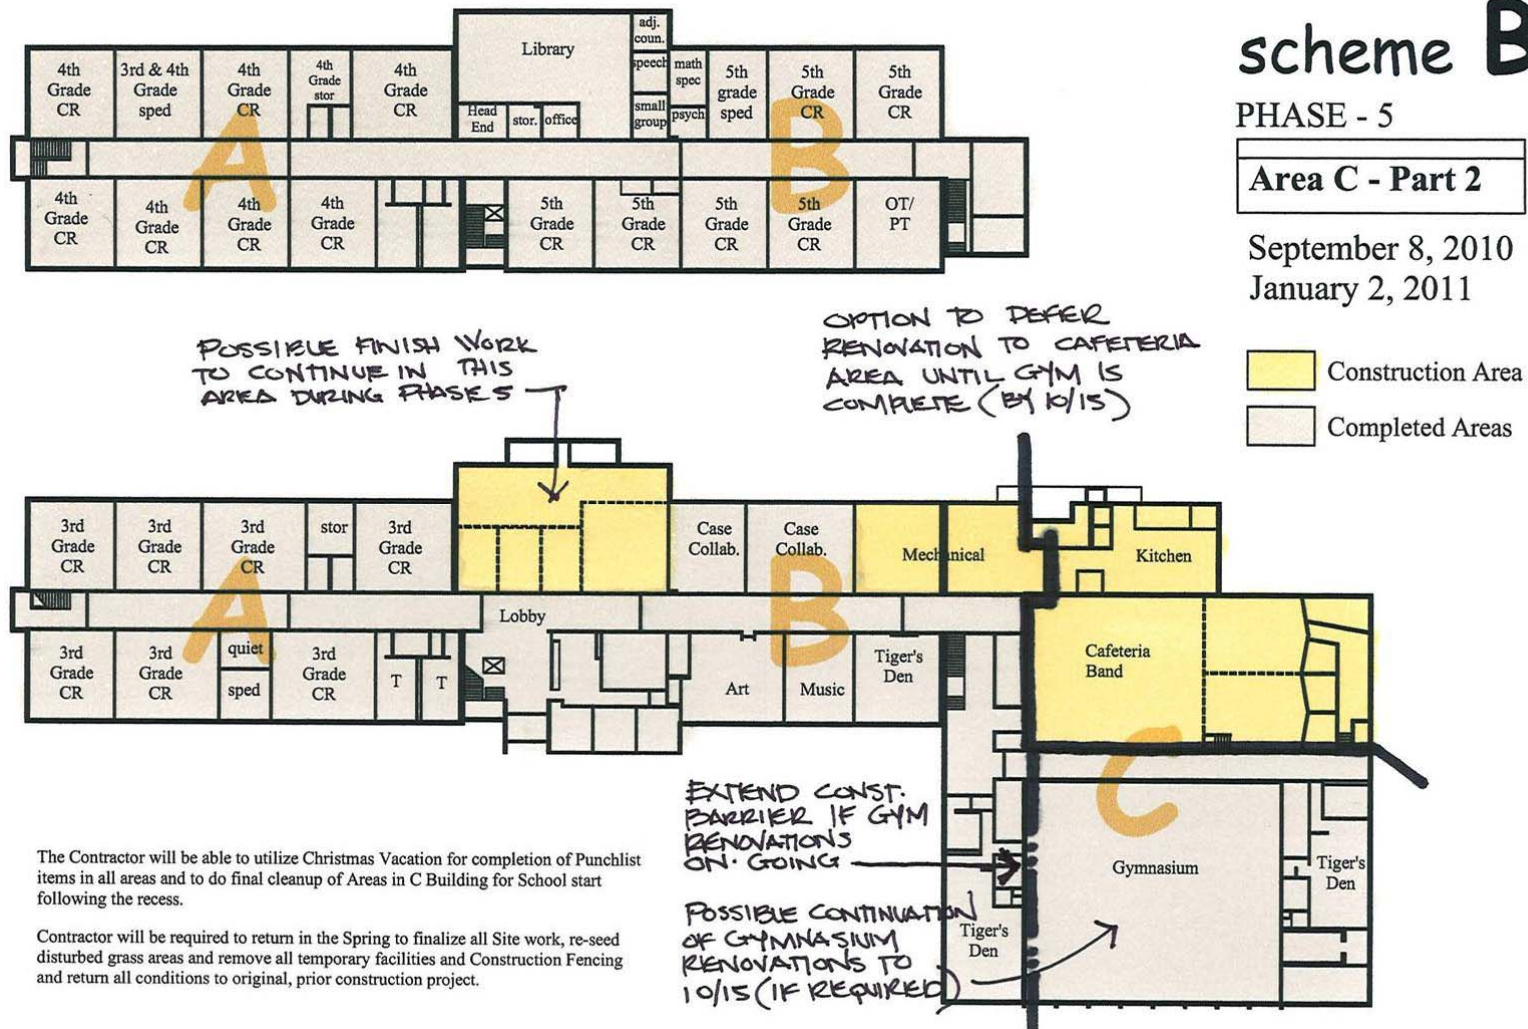 scheme B
PHASE - 5
Area C - Part 2
September 8, 2010
January 2, 2011
Construction Area
Completed Areas
Library
adj.
coun.
speech
small
group
Head
End
stor.
office
4th
Grade
CR
3rd & 4th
Grade
sped
4th
Grade
CR
4th
Grade
stor
4th
Grade
CR
math
spec
psych
5th
grade
sped
5th
Grade
CR
5th
Grade
CR
A
B
4th
Grade
CR
4th
Grade
CR
4th
Grade
CR
4th
Grade
CR
5th
Grade
CR
5th
Grade
CR
5th
Grade
CR
5th
Grade
CR
OT/
PT
POSSIBLE FINISH WORK
TO CONTINUE IN THIS
AREA DURING PHASE 5
OPTION TO DEFER
RENOVATION TO CAFETERIA
AREA UNTIL GYM IS
COMPLETE (BY 10/15)
3rd
Grade
CR
3rd
Grade
CR
3rd
Grade
CR
stor
3rd
Grade
CR
Case
Collab.
Case
Collab.
Mechanical
Kitchen
A
B
Lobby
3rd
Grade
CR
3rd
Grade
CR
quiet
sped
3rd
Grade
CR
T
T
Art
Music
Tiger's
Den
Cafeteria
Band
C
EXTEND CONST.
BARRIER IF GYM
RENOVATIONS
ON-GOING
Gymnasium
Tiger's
Den
POSSIBLE CONTINUATION
OF GYMNASIUM
RENOVATIONS TO
10/15 (IF REQUIRED)
Tiger's
Den
The Contractor will be able to utilize Christmas Vacation for completion of Punchlist
items in all areas and to do final cleanup of Areas in C Building for School start
following the recess.
Contractor will be required to return in the Spring to finalize all Site work, re-seed
disturbed grass areas and remove all temporary facilities and Construction Fencing
and return all conditions to original, prior construction project.